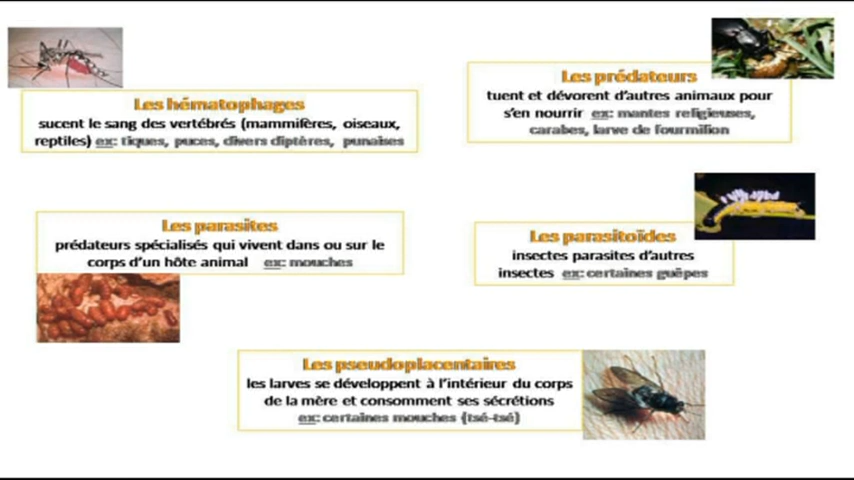 Les hématophages
sucent le sang des vertébrés (mammifères, oiseaux,
reptiles) ex: tiques, puces, divers diptères, punaises
Les prédateurs
tuent et dévorent d'autres animaux pour
s'en nourrir ex: mantes religieuses,
carabes, larve de fourmilion
Les parasites
prédateurs spécialisés qui vivent dans ou sur le
corps d'un hôte animal ex: mouches
Les parasitoïdes
insectes parasites d'autres
insectes ex: certaines guêpes
Les pseudoplacentaires
les larves se développent à l'intérieur du corps
de la mère et consomment ses sécrétions
ex: certaines mouches (tsé-tsé)